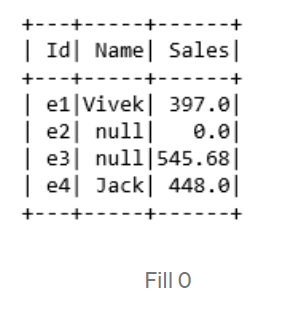 +---+-----+------+
| Id| Name| Sales|
+---+-----+------+
| e1|Vivek| 397.0|
| e2| null|   0.0|
| e3| null|545.68|
| e4| Jack| 448.0|
+---+-----+------+
Fill 0